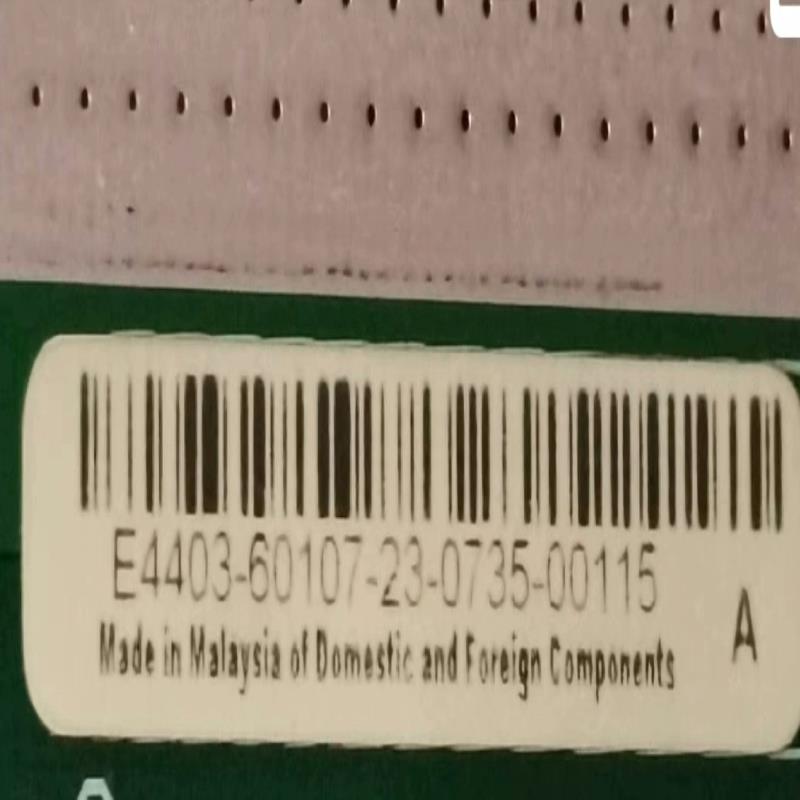 E4403-60107-23-0735-00115
A
Made in Malaysia of Domestic and Foreign Components